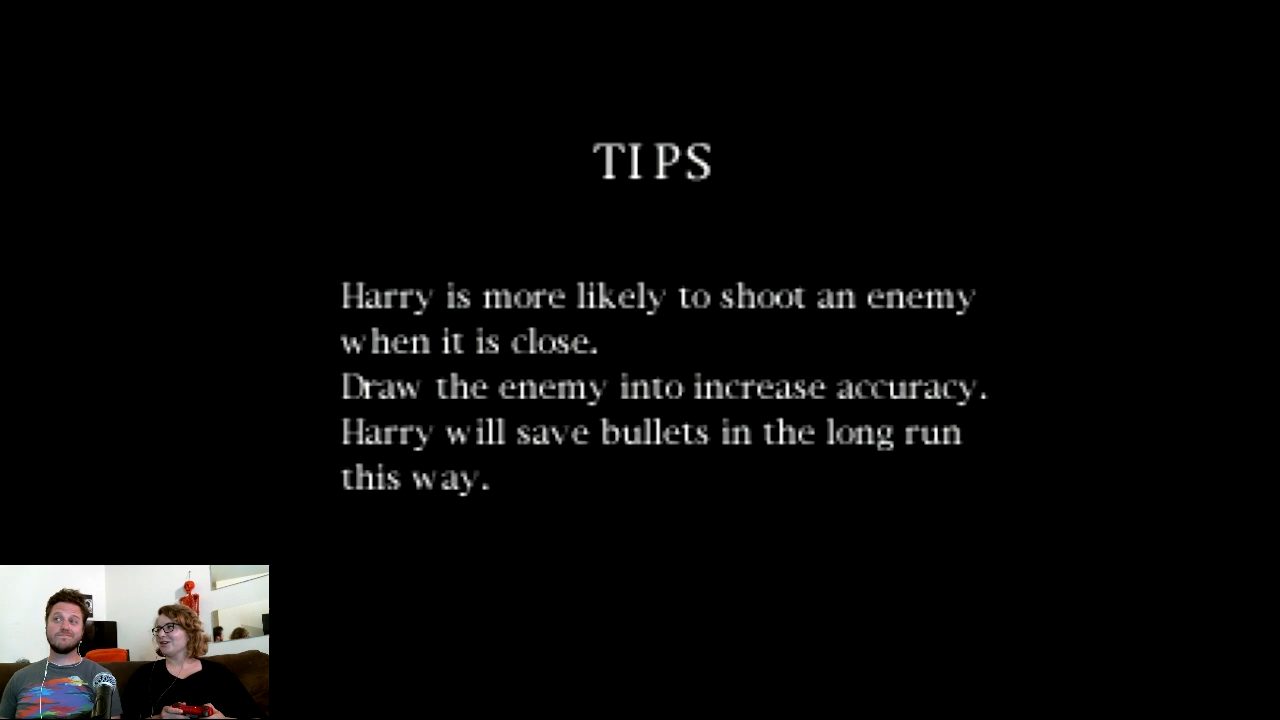 TIPS
Harry is more likely to shoot an enemy
when it is close.
Draw the enemy into increase accuracy.
Harry will save bullets in the long run
this way.